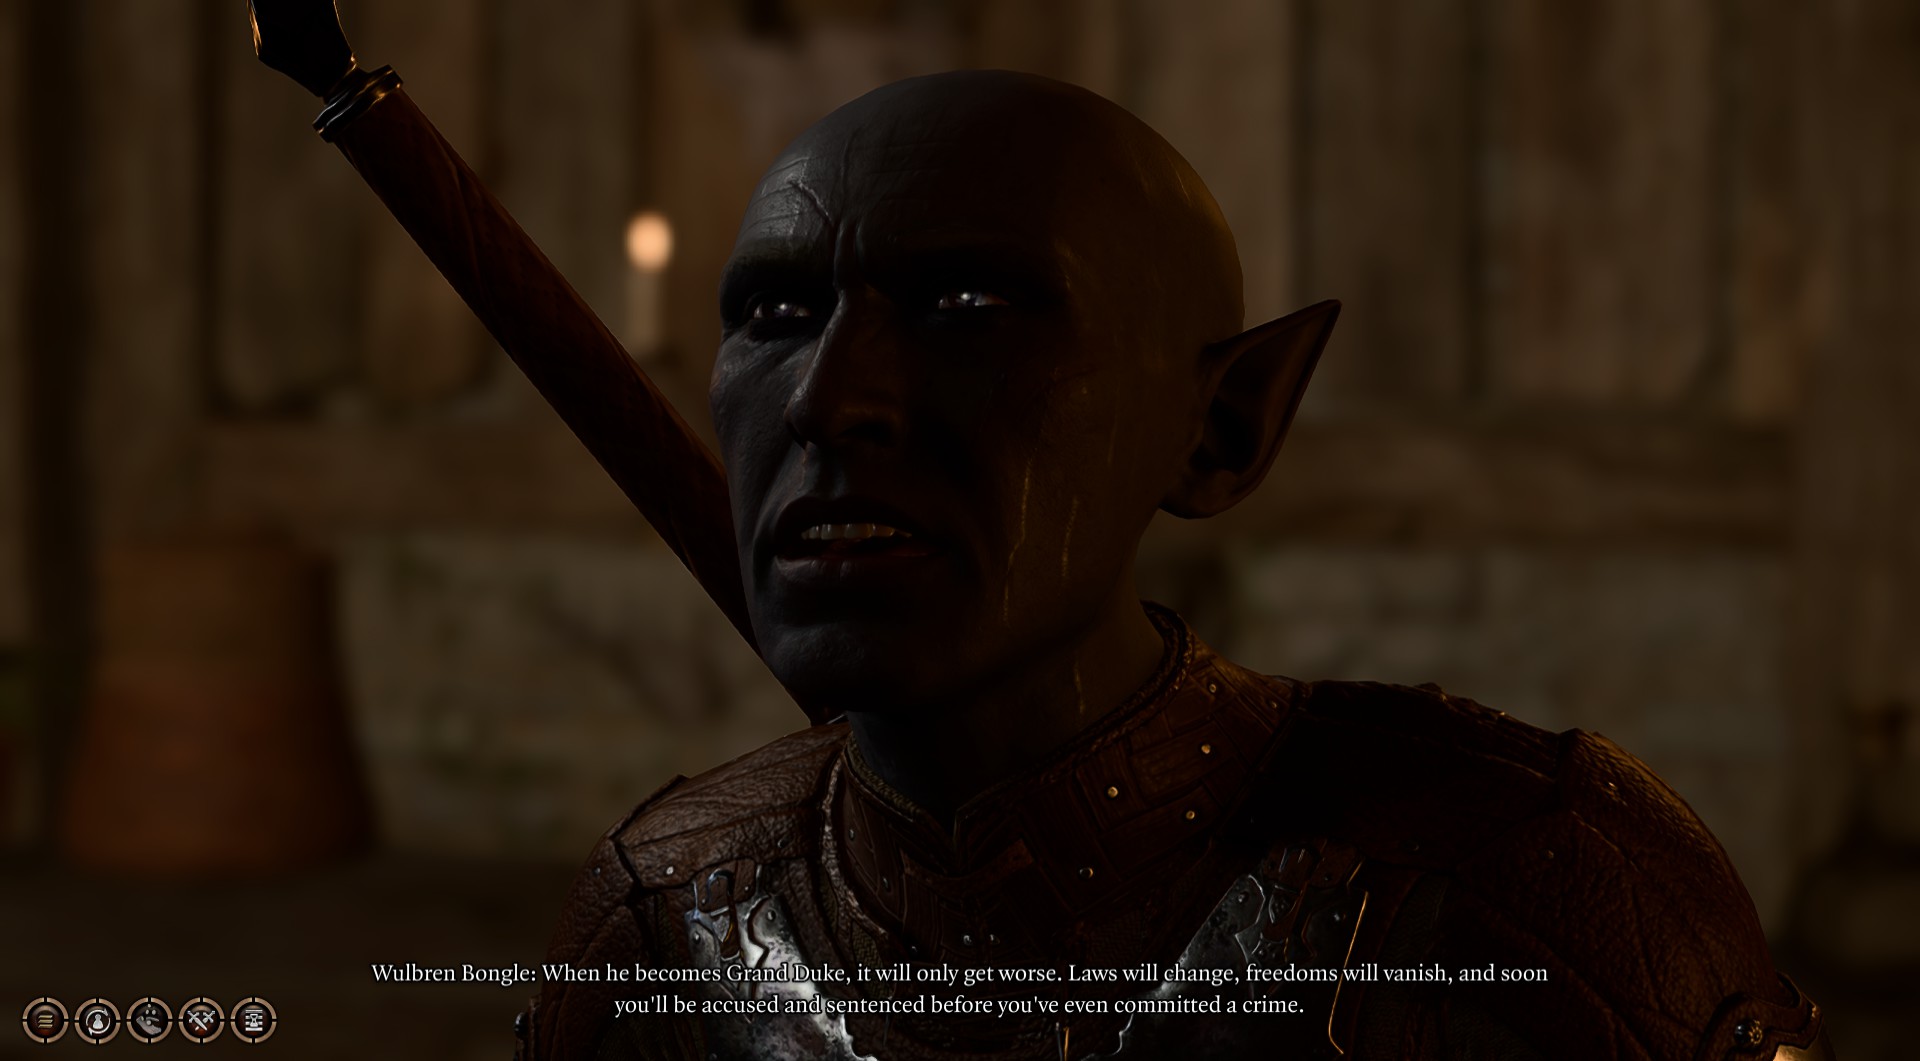 Wulbren Bongle: When he becomes Grand Duke, it will only get worse. Laws will change, freedoms will vanish, and soon
you'll be accused and sentenced before you've even committed a crime.